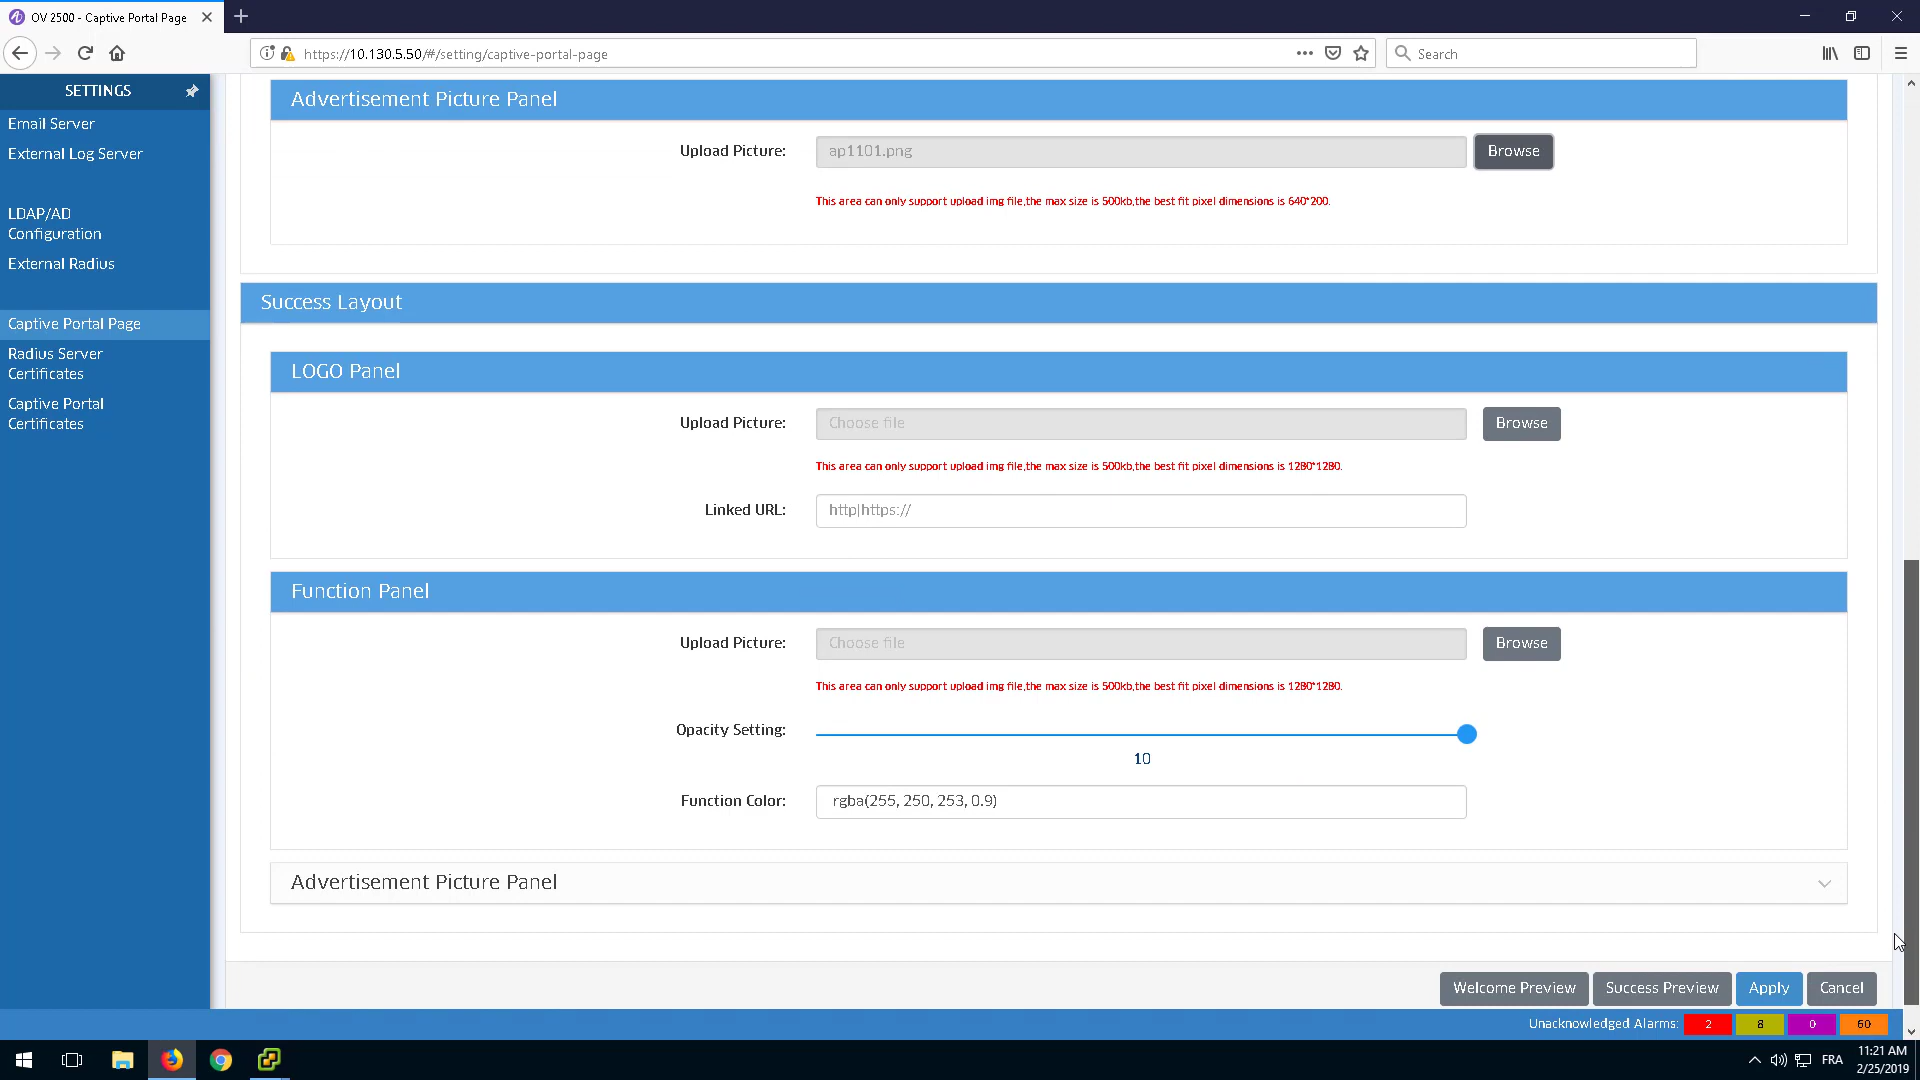 OV 2500 - Captive Portal Page
https://10.130.5.50/#/setting/captive-portal-page
Search
SETTINGS
Email Server
External Log Server
LDAP/AD
Configuration
External Radius
Captive Portal Page
Radius Server
Certificates
Captive Portal
Certificates
Advertisement Picture Panel
Upload Picture: ap1101.png Browse
This area can only support upload img file,the max size is 500kb,the best fit pixel dimensions is 640*200.
Success Layout
LOGO Panel
Upload Picture: Choose file Browse
This area can only support upload img file,the max size is 500kb,the best fit pixel dimensions is 1280*1280.
Linked URL: http|https://
Function Panel
Upload Picture: Choose file Browse
This area can only support upload img file,the max size is 500kb,the best fit pixel dimensions is 1280*1280.
Opacity Setting:
10
Function Color: rgba(255, 250, 253, 0.9)
Advertisement Picture Panel
Welcome Preview Success Preview Apply Cancel
Unacknowledged Alarms: 2 8 0 60
FRA
11:21 AM
2/25/2019